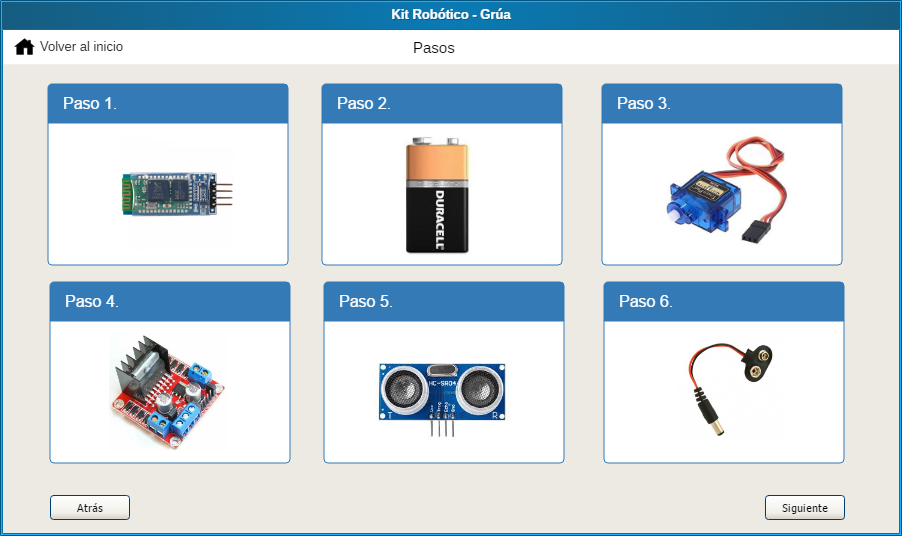 Kit Robótico - Grúa
Volver al inicio
Pasos
Paso 1.
Paso 2.
Paso 3.
DURACELL
Paso 4.
Paso 5.
Paso 6.
HC-SR04
T
R
Atrás
Siguiente